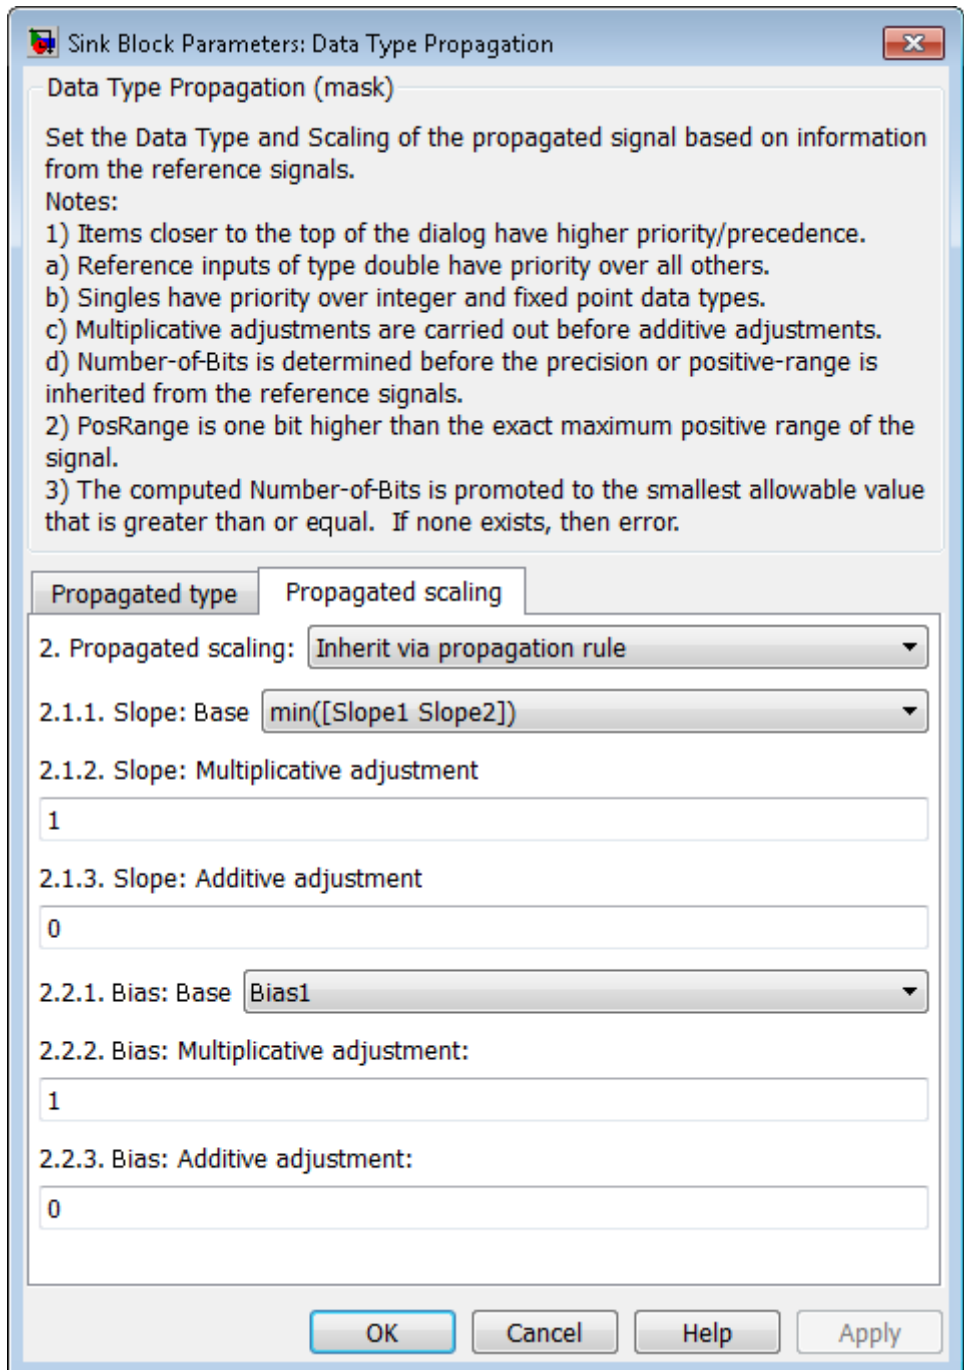 Sink Block Parameters: Data Type Propagation
Data Type Propagation (mask)
Set the Data Type and Scaling of the propagated signal based on information
from the reference signals.
Notes:
1) Items closer to the top of the dialog have higher priority/precedence.
a) Reference inputs of type double have priority over all others.
b) Singles have priority over integer and fixed point data types.
c) Multiplicative adjustments are carried out before additive adjustments.
d) Number-of-Bits is determined before the precision or positive-range is
inherited from the reference signals.
2) PosRange is one bit higher than the exact maximum positive range of the
signal.
3) The computed Number-of-Bits is promoted to the smallest allowable value
that is greater than or equal.  If none exists, then error.
Propagated type Propagated scaling
2. Propagated scaling: Inherit via propagation rule
2.1.1. Slope: Base min([Slope1 Slope2])
2.1.2. Slope: Multiplicative adjustment
1
2.1.3. Slope: Additive adjustment
0
2.2.1. Bias: Base Bias1
2.2.2. Bias: Multiplicative adjustment:
1
2.2.3. Bias: Additive adjustment:
0
OK Cancel Help Apply